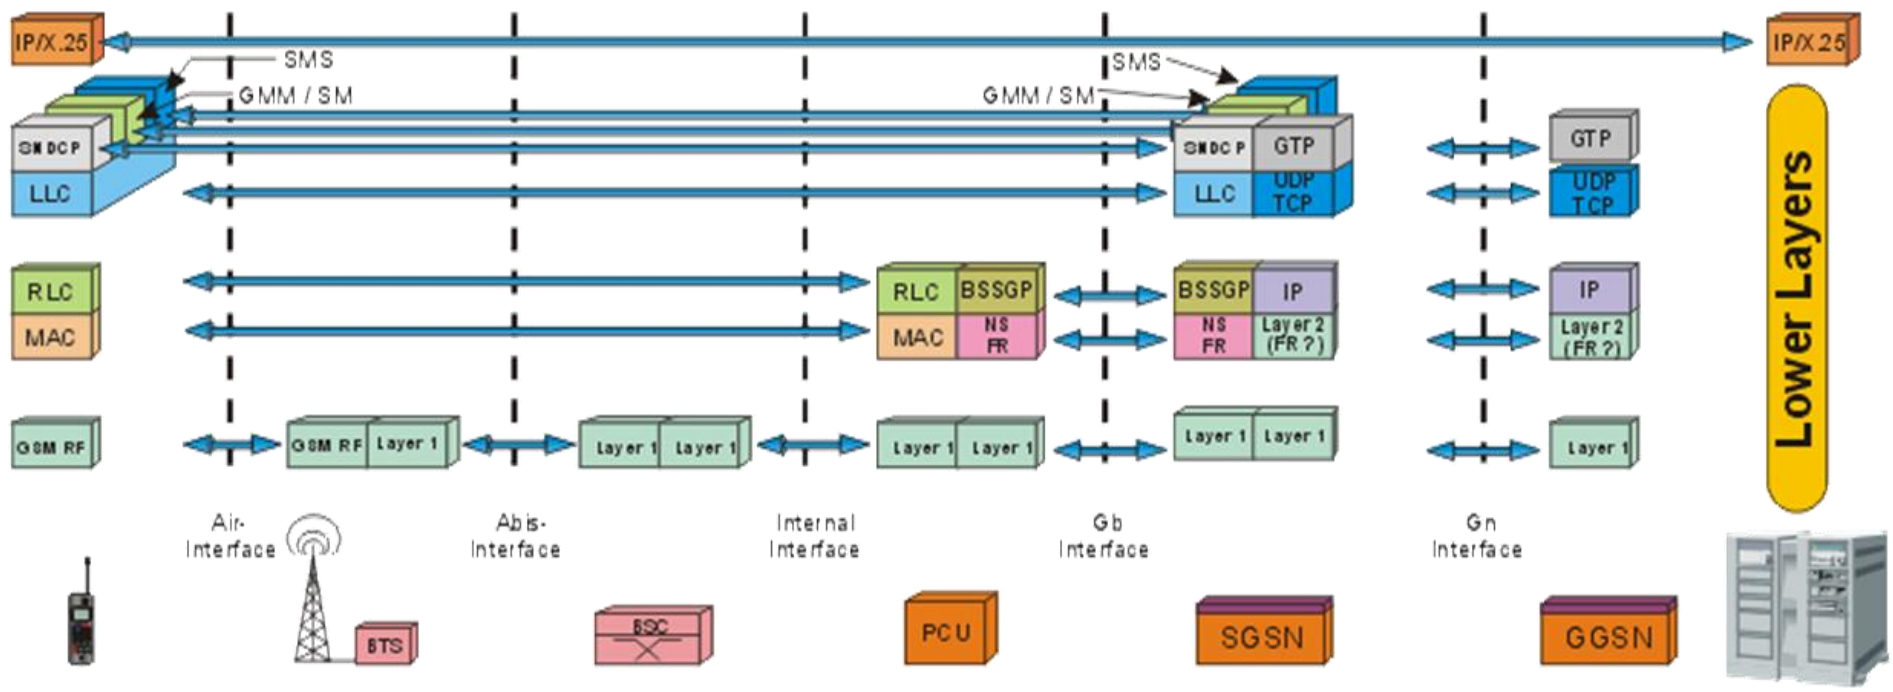 IP/X.25
IP/X.25
SMS
SMS
GMM / SM
GMM / SM
SNDCP
SNDCP
GTP
GTP
LLC
LLC
UDP
TCP
UDP
TCP
RLC
RLC
BSSGP
BSSGP
IP
IP
MAC
MAC
NS
FR
NS
FR
Layer 2
(FR ?)
Layer 2
(FR ?)
GSM RF
GSM RF
Layer 1
Layer 1
Layer 1
Layer 1
Layer 1
Layer 1
Layer 1
Layer 1
Lower Layers
Air-
Interface
Abis-
Interface
Internal
Interface
Gb
Interface
Gn
Interface
BTS
BSC
PCU
SGSN
GGSN